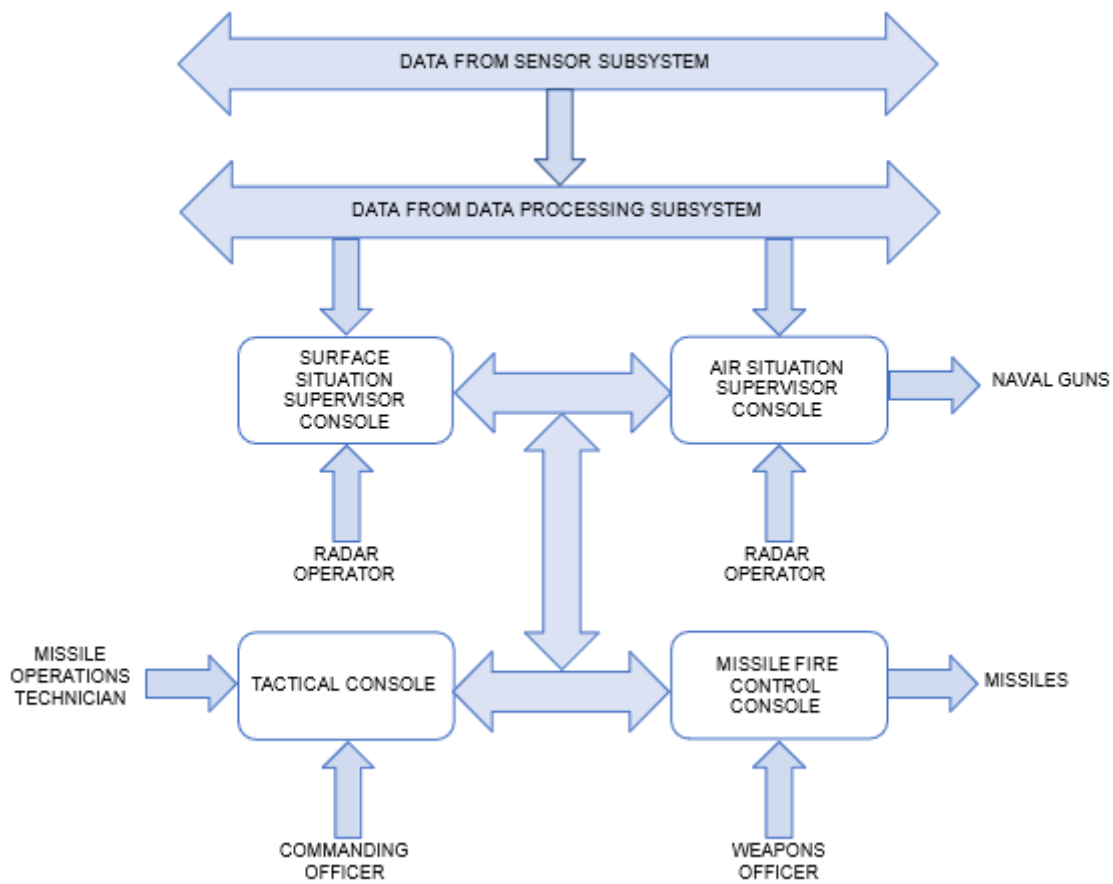 DATA FROM SENSOR SUBSYSTEM
DATA FROM DATA PROCESSING SUBSYSTEM
SURFACE
SITUATION
SUPERVISOR
CONSOLE
AIR SITUATION
SUPERVISOR
CONSOLE
NAVAL GUNS
RADAR
OPERATOR
RADAR
OPERATOR
MISSILE
OPERATIONS
TECHNICIAN
TACTICAL CONSOLE
MISSILE FIRE
CONTROL
CONSOLE
MISSILES
COMMANDING
OFFICER
WEAPONS
OFFICER